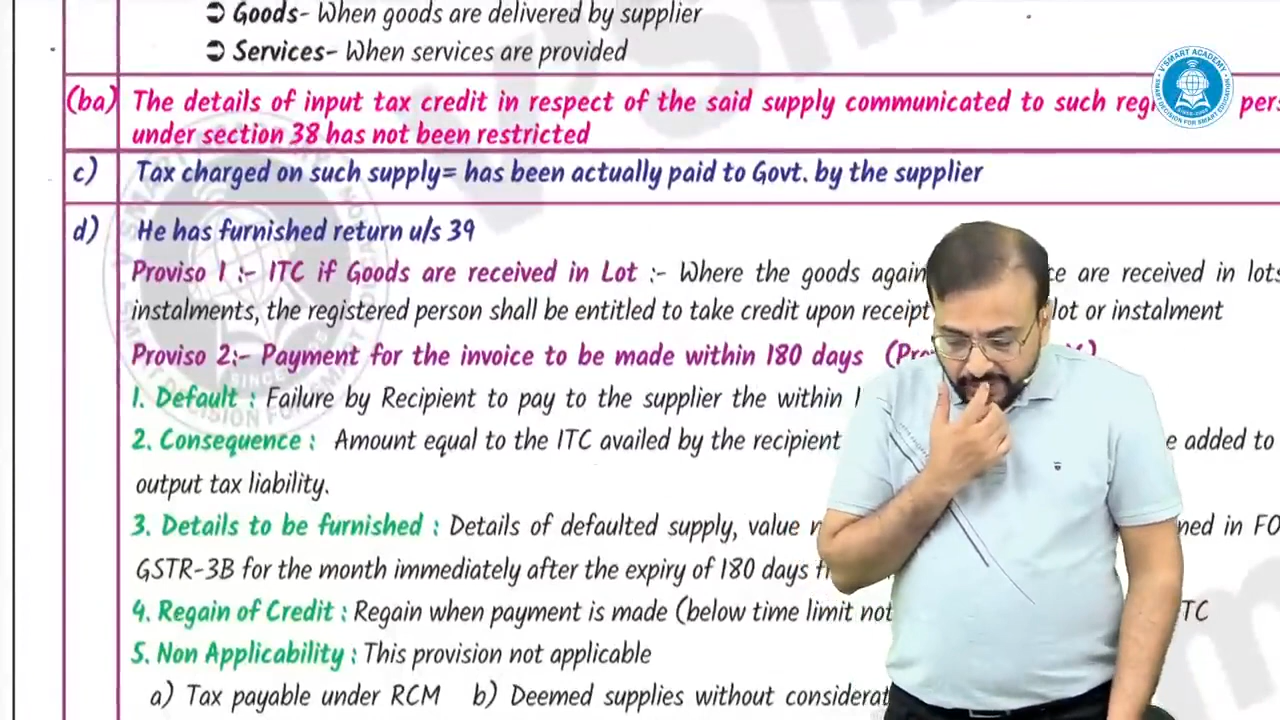 ➲ Goods- When goods are delivered by supplier
➲ Services- When services are provided
(ba) The details of input tax credit in respect of the said supply communicated to such
under section 38 has not been restricted
c) Tax charged on such supply= has been actually paid to Govt. by the supplier
d) He has furnished return u/s 39
Proviso 1 :- ITC if Goods are received in Lot :- Where the goods are received in lots
instalments, the registered person shall be entitled to take credit upon receipt lot or instalment
Proviso 2:- Payment for the invoice to be made within 180 days
1. Default : Failure by Recipient to pay to the supplier the within
2. Consequence : Amount equal to the ITC availed by the recipient added to
output tax liability.
3. Details to be furnished : Details of defaulted supply, value
GSTR-3B for the month immediately after the expiry of 180 days
4. Regain of Credit : Regain when payment is made (below time limit not TC
5. Non Applicability : This provision not applicable
a) Tax payable under RCM b) Deemed supplies without
V'SMART ACADEMY
SMART DECISION FOR SMART EDUCATION